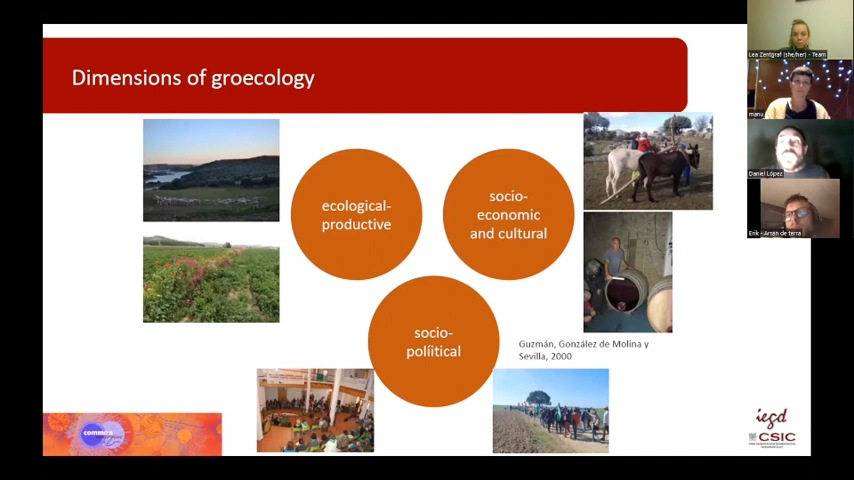 Dimensions of groecology
ecological-
productive
socio-
economic
and cultural
socio-
políitical
Guzmán, González de Molina y
Sevilla, 2000
iegd
CSIC
Lea Zentgraf (she/her) - Team
manu
Daniel López
Erik - Arran de terra